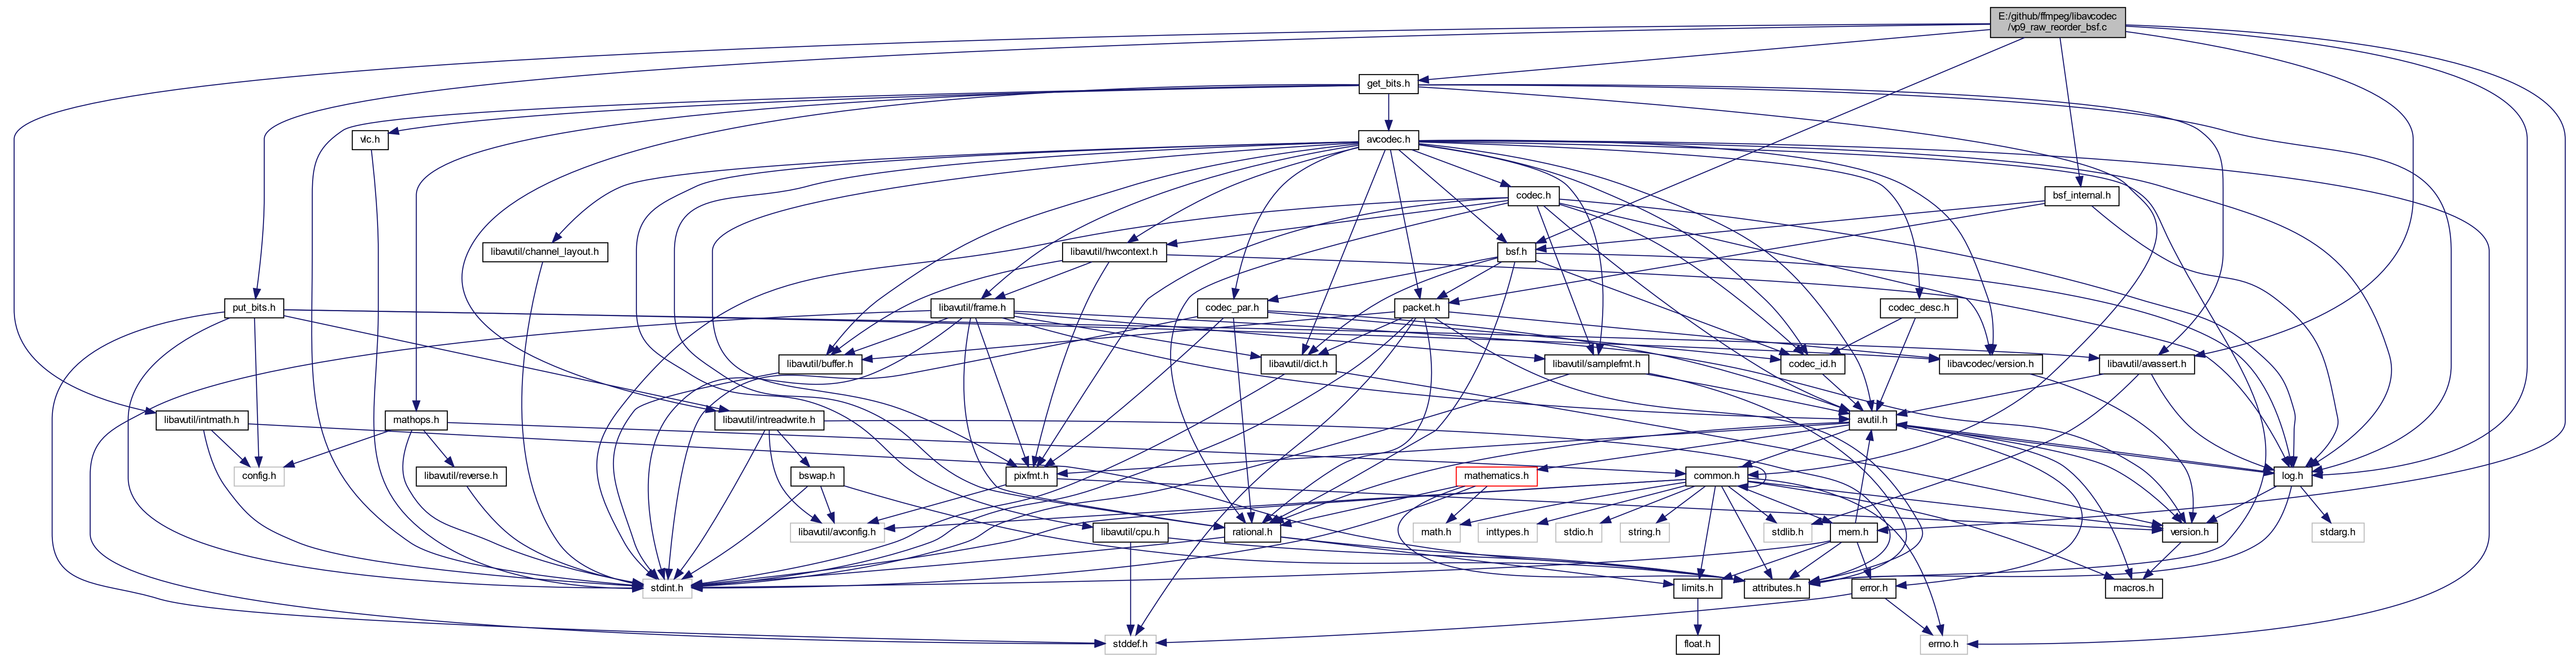 E:/github/ffmpeg/libavcodec
/vp9_raw_reorder_bsf.c
get_bits.h
vlc.h
avcodec.h
codec.h
bsf_internal.h
libavutil/channel_layout.h
libavutil/hwcontext.h
bsf.h
put_bits.h
libavutil/frame.h
codec_par.h
packet.h
codec_desc.h
libavutil/buffer.h
libavutil/dict.h
libavutil/samplefmt.h
codec_id.h
libavcodec/version.h
libavutil/avassert.h
libavutil/intmath.h
mathops.h
libavutil/intreadwrite.h
avutil.h
config.h
libavutil/reverse.h
bswap.h
pixfmt.h
mathematics.h
common.h
log.h
libavutil/avconfig.h
libavutil/cpu.h
rational.h
math.h
inttypes.h
stdio.h
string.h
stdlib.h
mem.h
version.h
stdarg.h
stdint.h
limits.h
attributes.h
error.h
macros.h
stddef.h
float.h
errno.h